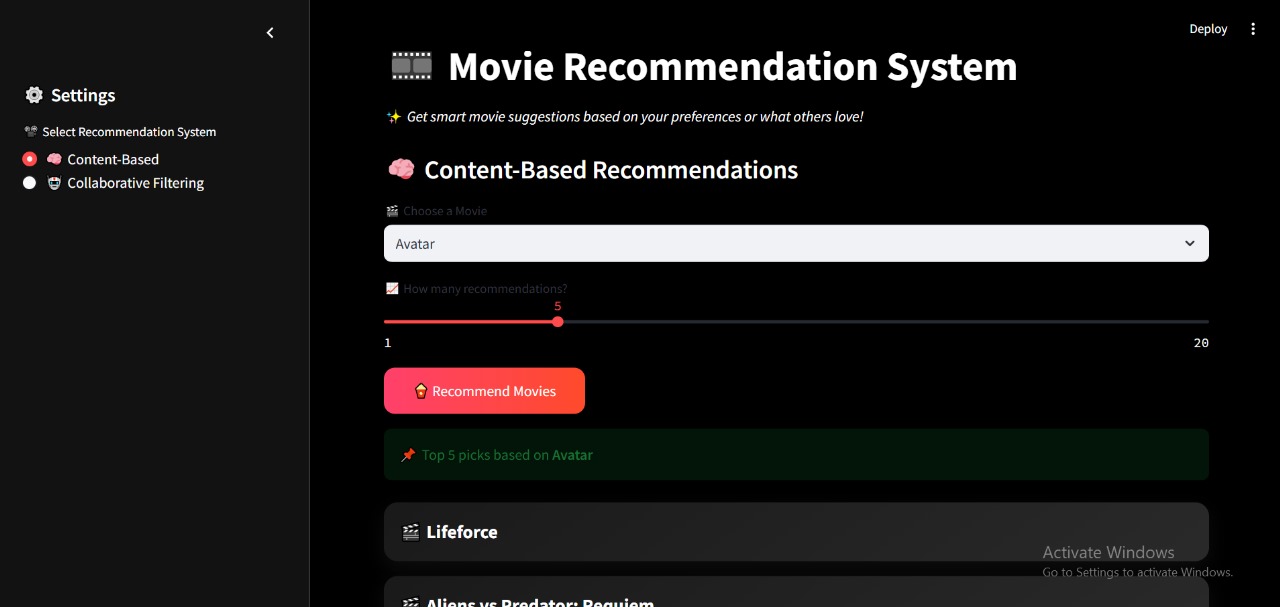 Deploy
⚙️ Settings
📽️ Select Recommendation System
🧠 Content-Based
🤖 Collaborative Filtering
🎞️ Movie Recommendation System
✨ Get smart movie suggestions based on your preferences or what others love!
🧠 Content-Based Recommendations
🎬 Choose a Movie
Avatar
📈 How many recommendations?
5
1
20
🍿 Recommend Movies
📌 Top 5 picks based on Avatar
🎬 Lifeforce
Activate Windows
Go to Settings to activate Windows.
🎬 Aliens vs Predator: Requiem